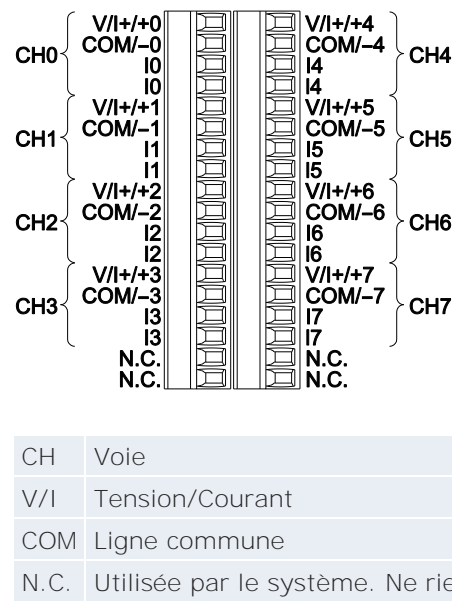 CH0
V/I+/+0
COM/–0
I0
I0
CH1
V/I+/+1
COM/–1
I1
I1
CH2
V/I+/+2
COM/–2
I2
I2
CH3
V/I+/+3
COM/–3
I3
I3
N.C.
N.C.
V/I+/+4
COM/–4
I4
I4
CH4
V/I+/+5
COM/–5
I5
I5
CH5
V/I+/+6
COM/–6
I6
I6
CH6
V/I+/+7
COM/–7
I7
I7
CH7
N.C.
N.C.
CH Voie
V/I Tension/Courant
COM Ligne commune
N.C. Utilisée par le système. Ne